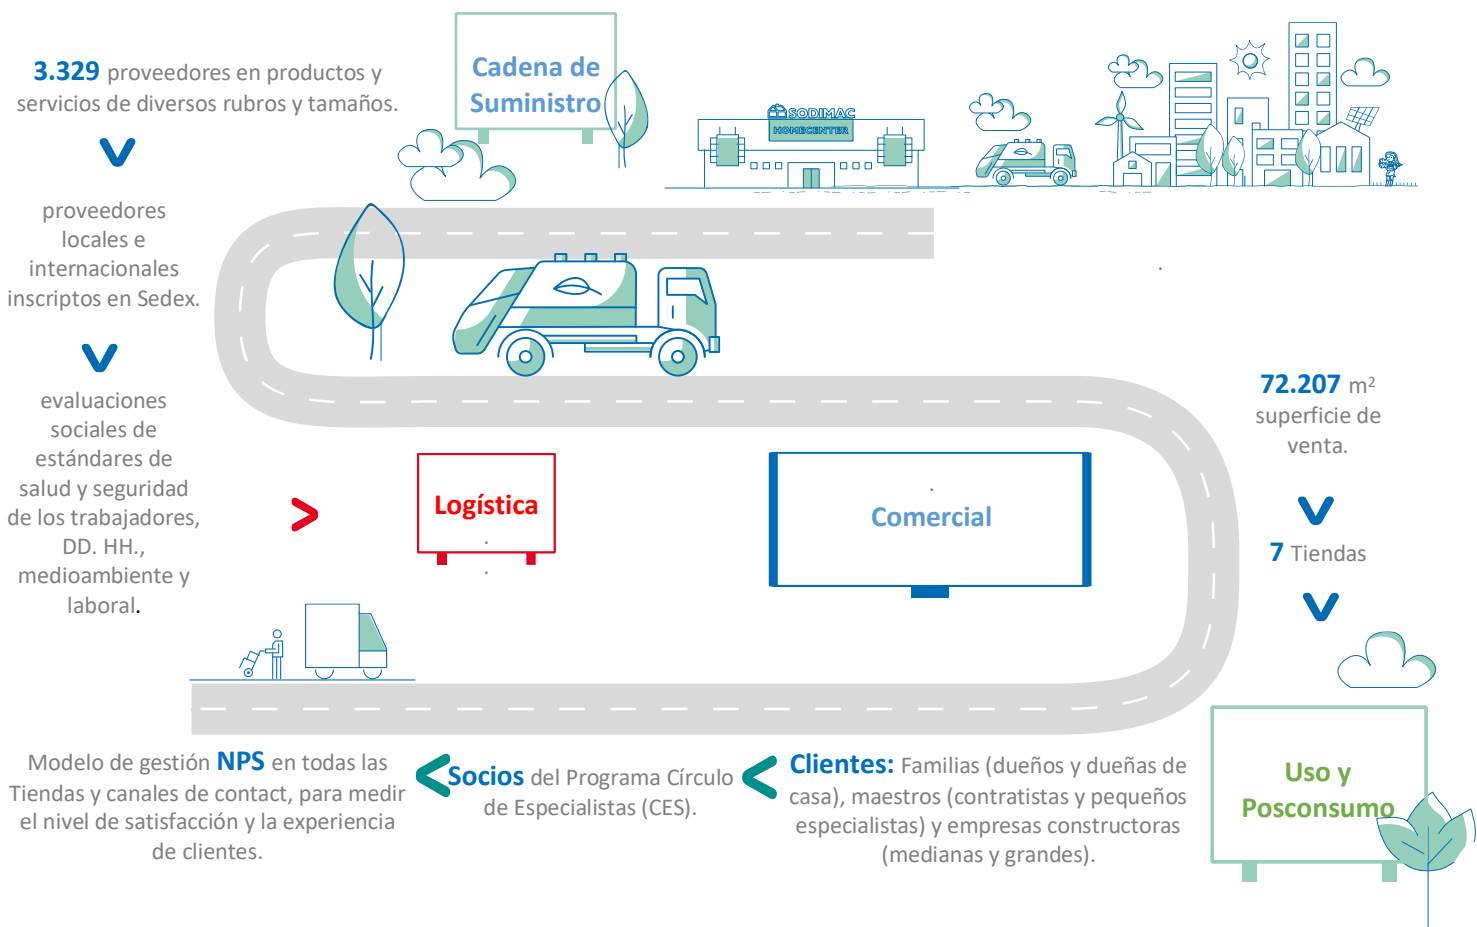 3.329 proveedores en productos y
servicios de diversos rubros y tamaños.
Cadena de
Suministro
SODIMAC
HOMECENTER
proveedores
locales e
internacionales
inscriptos en Sedex.
evaluaciones
sociales de
estándares de
salud y seguridad
de los trabajadores,
DD. HH.,
medioambiente y
laboral.
Logística
Comercial
72.207 m²
superficie de
venta.
7 Tiendas
Uso y
Posconsumo
Clientes: Familias (dueños y dueñas de
casa), maestros (contratistas y pequeños
especialistas) y empresas constructoras
(medianas y grandes).
Socios del Programa Círculo
de Especialistas (CES).
Modelo de gestión NPS en todas las
Tiendas y canales de contact, para medir
el nivel de satisfacción y la experiencia
de clientes.